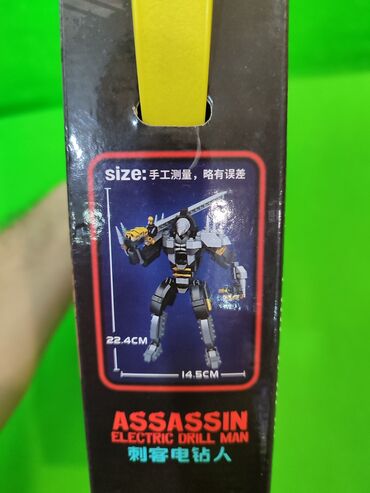 size: 手工测量，略有误差
22.4CM
14.5CM
ASSASSIN
ELECTRIC DRILL MAN
刺客电钻人